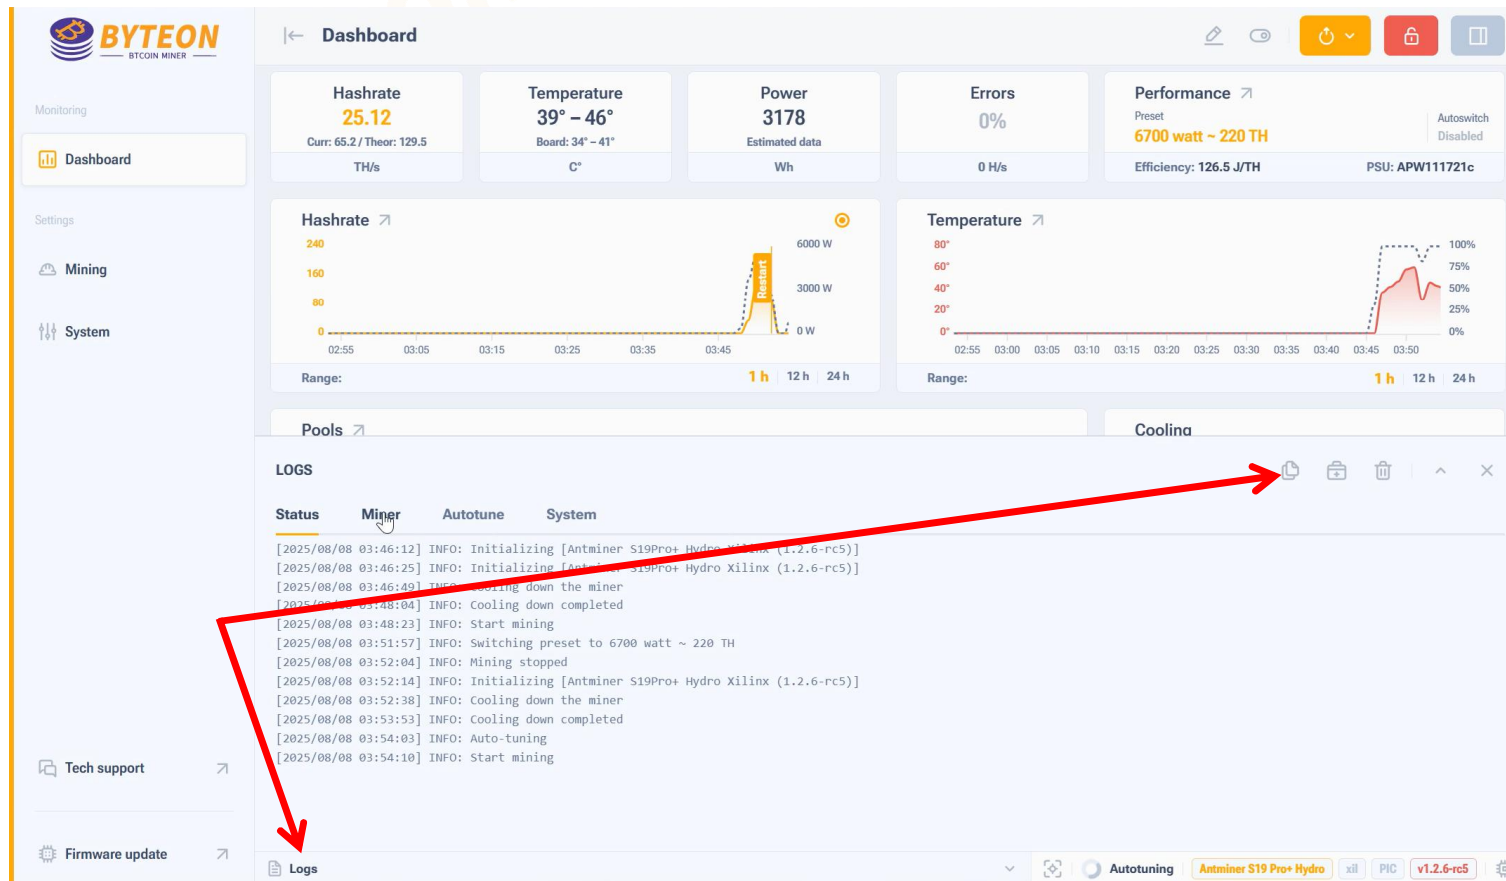 BYTEON
BTCOIN MINER
Dashboard
Monitoring
Dashboard
Settings
Mining
System
Tech support
Firmware update
Hashrate
25.12
Curr: 65.2 / Theor: 129.5
TH/s
Temperature
39° – 46°
Board: 34° – 41°
C°
Power
3178
Estimated data
Wh
Errors
0%
0 H/s
Performance
Preset
6700 watt ~ 220 TH
Autoswitch
Disabled
Efficiency: 126.5 J/TH
PSU: APW111721c
Hashrate
240
160
80
0
6000 W
3000 W
0 W
Restart
02:55 03:05 03:15 03:25 03:35 03:45
Range:
1 h 12 h 24 h
Temperature
80°
60°
40°
20°
0°
100%
75%
50%
25%
0%
02:55 03:00 03:05 03:10 03:15 03:20 03:25 03:30 03:35 03:40 03:45 03:50
Range:
1 h 12 h 24 h
Pools
Cooling
LOGS
Status Miner Autotune System
[2025/08/08 03:46:12] INFO: Initializing [Antminer S19Pro+ Hydro Xilinx (1.2.6-rc5)]
[2025/08/08 03:46:25] INFO: Initializing [Antminer S19Pro+ Hydro Xilinx (1.2.6-rc5)]
[2025/08/08 03:46:49] INFO: Cooling down the miner
[2025/08/08 03:48:04] INFO: Cooling down completed
[2025/08/08 03:48:23] INFO: Start mining
[2025/08/08 03:51:57] INFO: Switching preset to 6700 watt ~ 220 TH
[2025/08/08 03:52:04] INFO: Mining stopped
[2025/08/08 03:52:14] INFO: Initializing [Antminer S19Pro+ Hydro Xilinx (1.2.6-rc5)]
[2025/08/08 03:52:38] INFO: Cooling down the miner
[2025/08/08 03:53:53] INFO: Cooling down completed
[2025/08/08 03:54:03] INFO: Auto-tuning
[2025/08/08 03:54:10] INFO: Start mining
Logs
Autotuning
Antminer S19 Pro+ Hydro
xil
PIC
v1.2.6-rc5